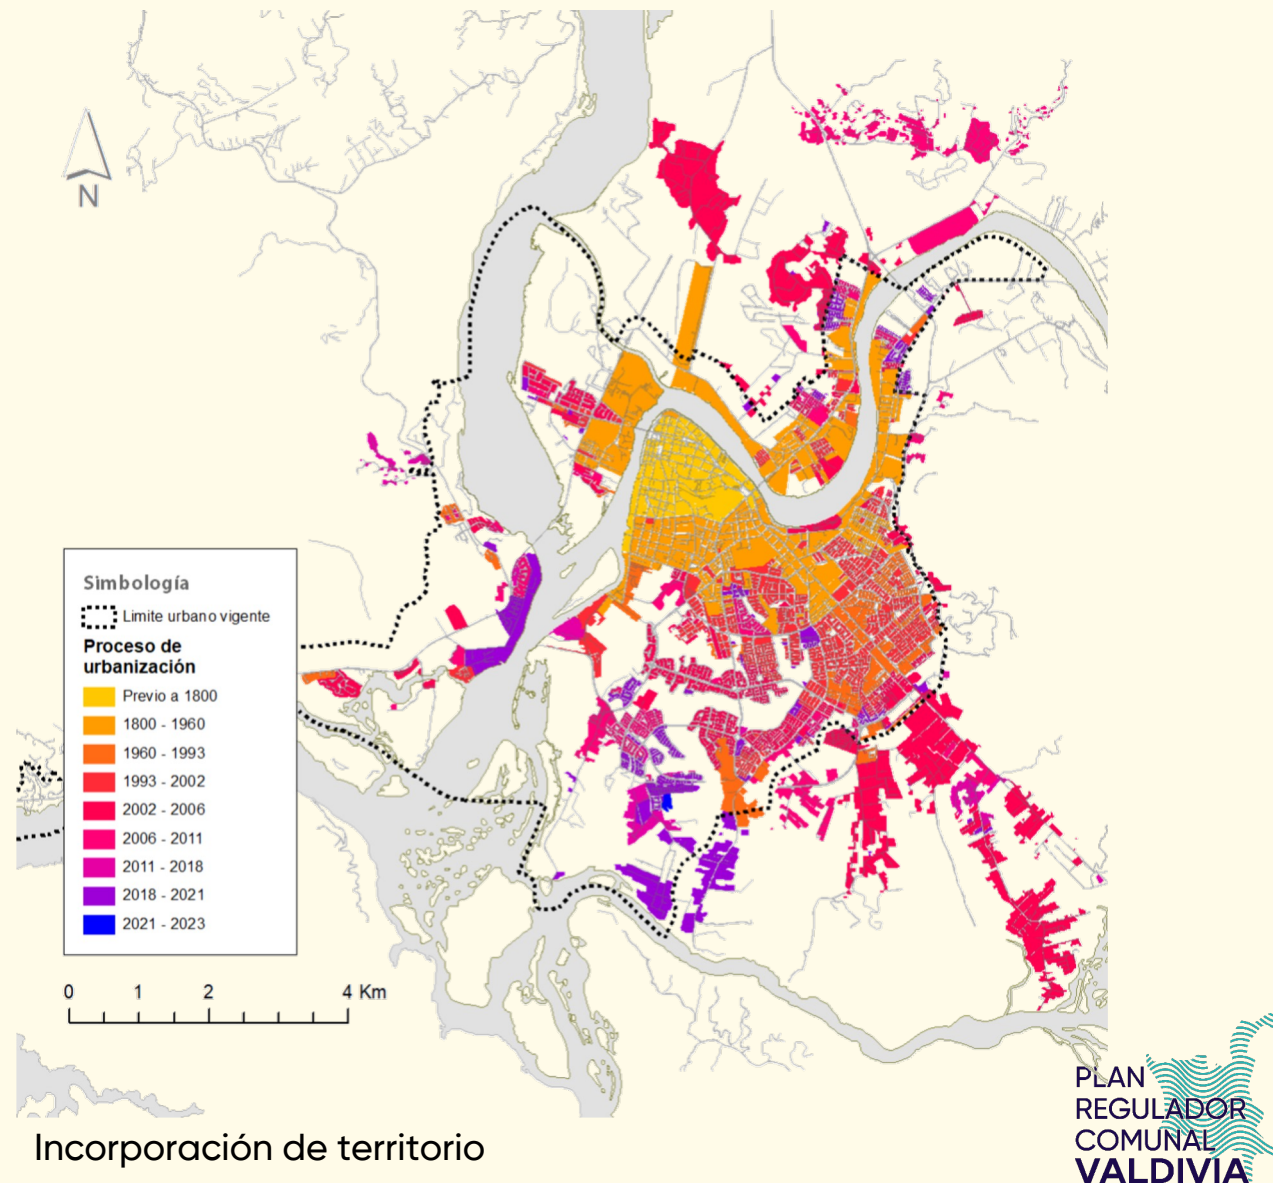 N
Simbología
Limite urbano vigente
Proceso de
urbanización
Previo a 1800
1800 - 1960
1960 - 1993
1993 - 2002
2002 - 2006
2006 - 2011
2011 - 2018
2018 - 2021
2021 - 2023
0 1 2 4 Km
Incorporación de territorio
PLAN
REGULADOR
COMUNAL
VALDIVIA